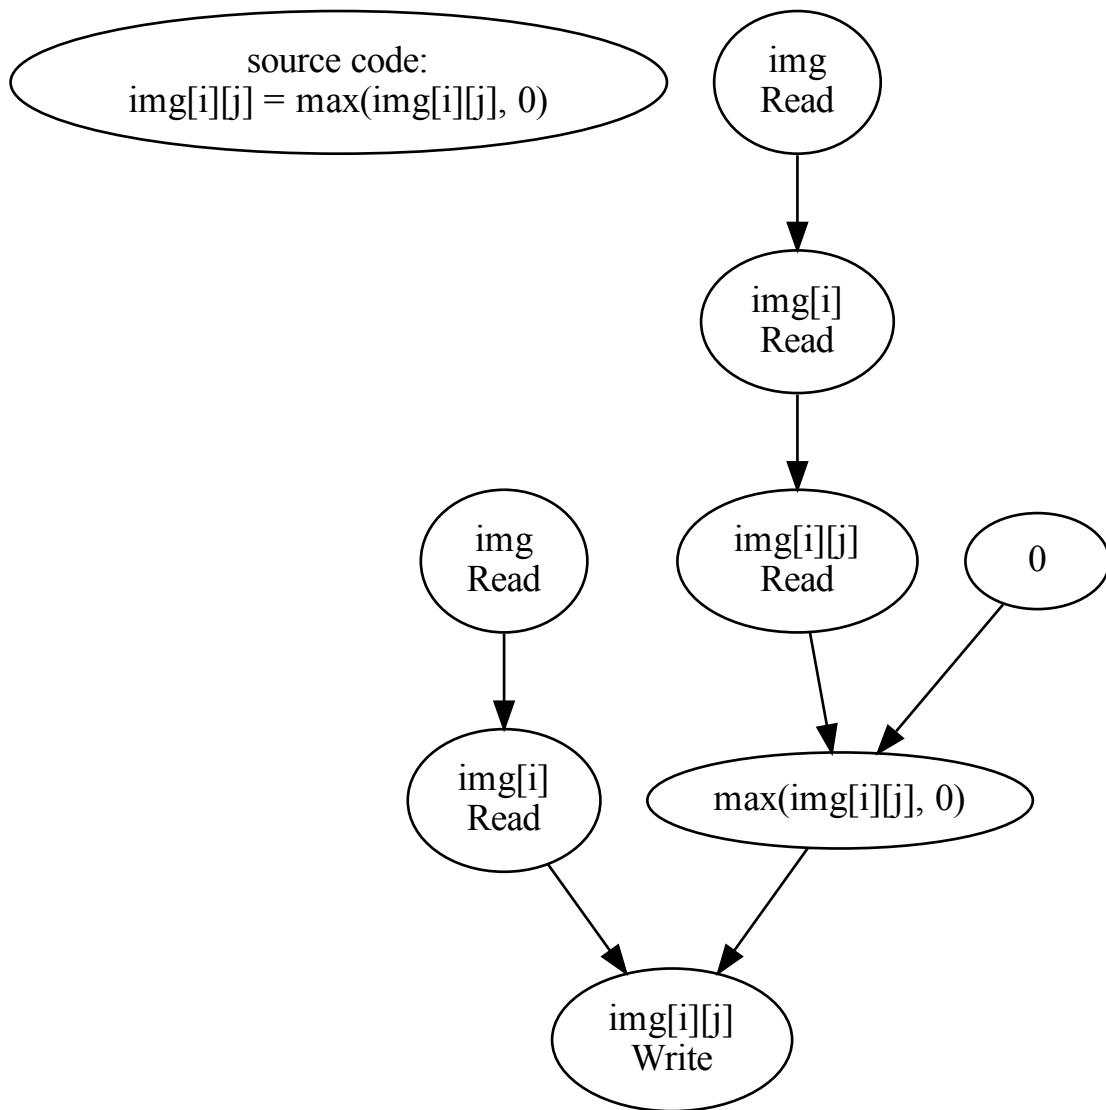 source code:
img[i][j] = max(img[i][j], 0)
img
Read
img[i]
Read
img
Read
img[i][j]
Read
0
img[i]
Read
max(img[i][j], 0)
img[i][j]
Write